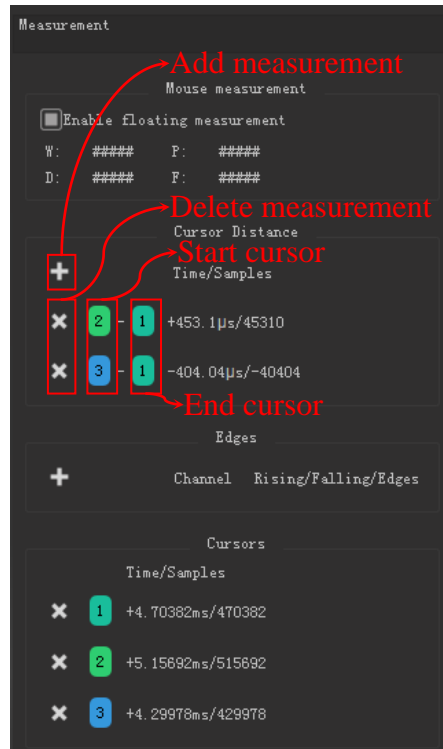 Measurement
Add measurement
Mouse measurement
Enable floating measurement
W: ##### P: #####
D: ##### F: #####
Delete measurement
Cursor Distance
Start cursor
Time/Samples
2 - 1 +453.1µs/45310
3 - 1 -404.04µs/-40404
End cursor
Edges
Channel Rising/Falling/Edges
Cursors
Time/Samples
1 +4.70382ms/470382
2 +5.15692ms/515692
3 +4.29978ms/429978